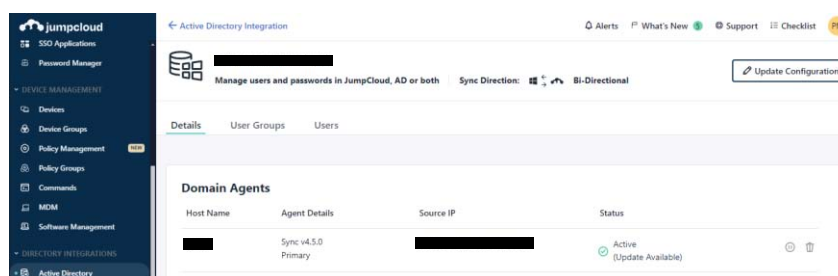 jumpcloud
SSO Applications
Password Manager
DEVICE MANAGEMENT
Devices
Device Groups
Policy Management NEW
Policy Groups
Commands
MDM
Software Management
DIRECTORY INTEGRATIONS
Active Directory
← Active Directory Integration
Alerts What's New 5 Support Checklist
Manage users and passwords in JumpCloud, AD or both Sync Direction: Bi-Directional
Update Configuration
Details User Groups Users
Domain Agents
Host Name Agent Details Source IP Status
Sync v4.5.0
Primary
Active
(Update Available)